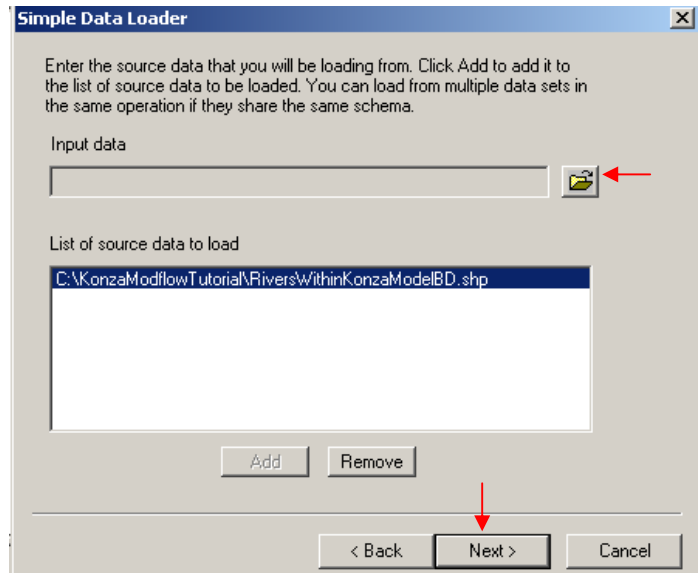 Simple Data Loader
Enter the source data that you will be loading from. Click Add to add it to
the list of source data to be loaded. You can load from multiple data sets in
the same operation if they share the same schema.
Input data
List of source data to load
C:\KonzaModflowTutorial\RiversWithinKonzaModelBD.shp
Add Remove
< Back Next > Cancel